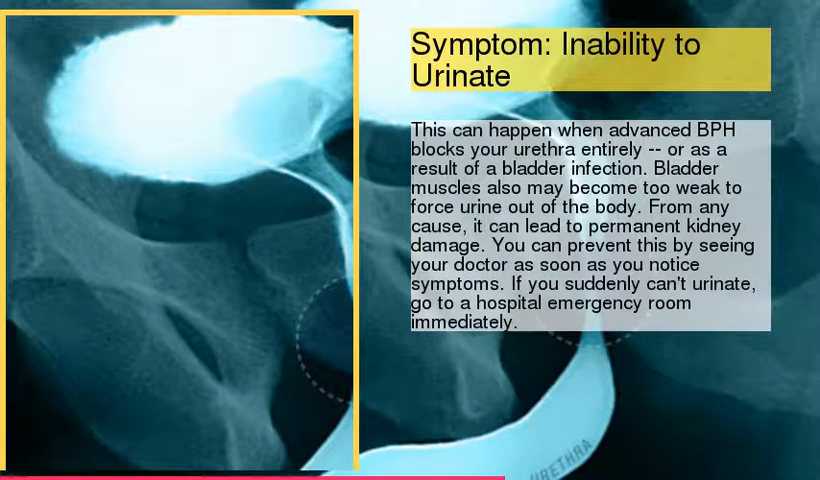 Symptom: Inability to
Urinate
This can happen when advanced BPH
blocks your urethra entirely -- or as a
result of a bladder infection. Bladder
muscles also may become too weak to
force urine out of the body. From any
cause, it can lead to permanent kidney
damage. You can prevent this by seeing
your doctor as soon as you notice
symptoms. If you suddenly can't urinate,
go to a hospital emergency room
immediately.
URETHRA